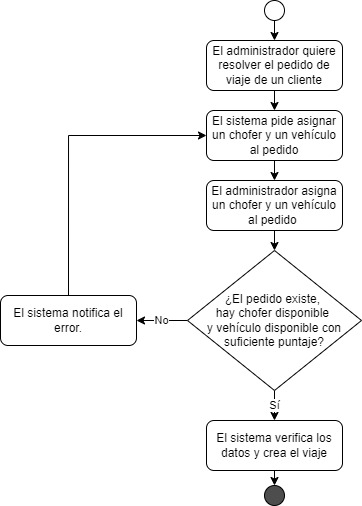 El administrador quiere
resolver el pedido de
viaje de un cliente
El sistema pide asignar
un chofer y un vehículo
al pedido
El administrador asigna
un chofer y un vehículo
al pedido
¿El pedido existe,
hay chofer disponible
y vehículo disponible con
suficiente puntaje?
No
El sistema notifica el
error.
Sí
El sistema verifica los
datos y crea el viaje